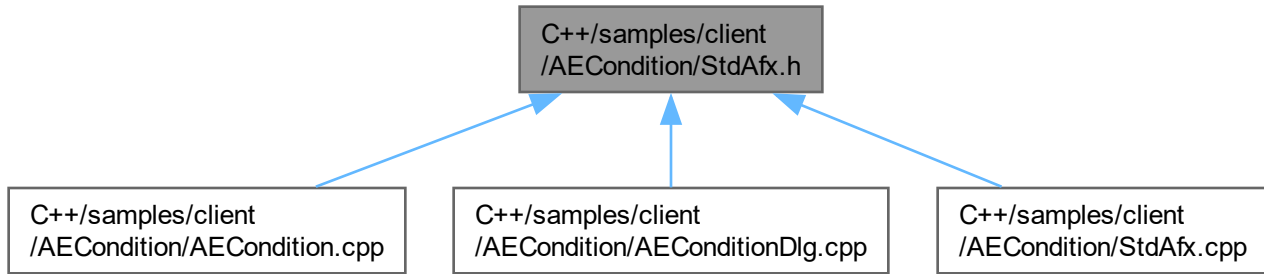 C++/samples/client
/AECondition/StdAfx.h
C++/samples/client
/AECondition/AECondition.cpp
C++/samples/client
/AECondition/AEConditionDlg.cpp
C++/samples/client
/AECondition/StdAfx.cpp